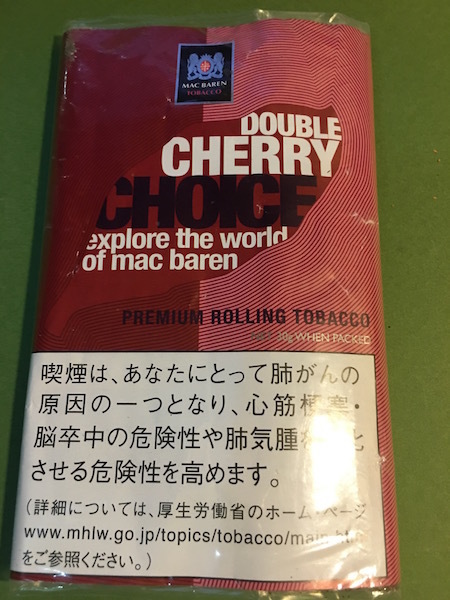 MAC BAREN
TOBACCO
DOUBLE
CHERRY
CHOICE
explore the world
of mac baren
PREMIUM ROLLING TOBACCO
30g WHEN PACKED
喫煙は、あなたにとって肺がんの
原因の一つとなり、心筋梗塞・
脳卒中の危険性や肺気腫を
させる危険性を高めます。
（詳細については、厚生労働省のホーム・ページ
www.mhlw.go.jp/topics/tobacco/main.html
をご参照ください。）